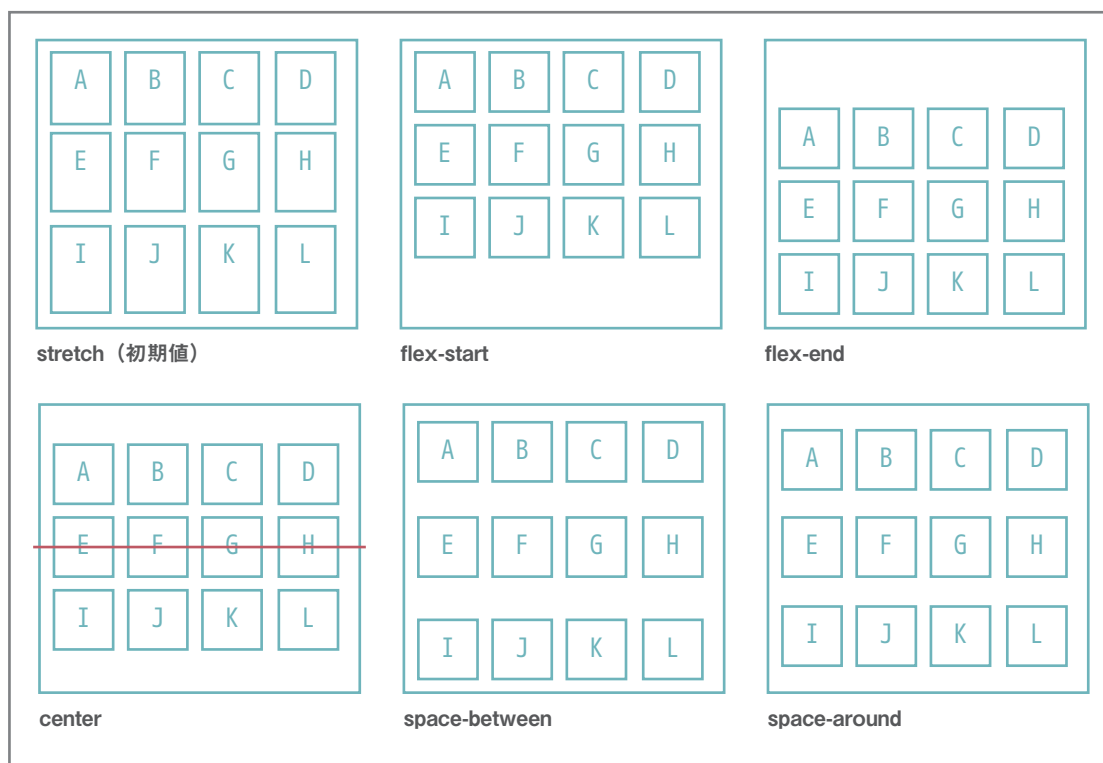 A B C D A B C D
E F G H E F G H A B C D
I J K L I J K L E F G H
I J K L
stretch（初期値） flex-start flex-end
A B C D A B C D A B C D
E F G H E F G H E F G H
I J K L I J K L I J K L
center space-between space-around